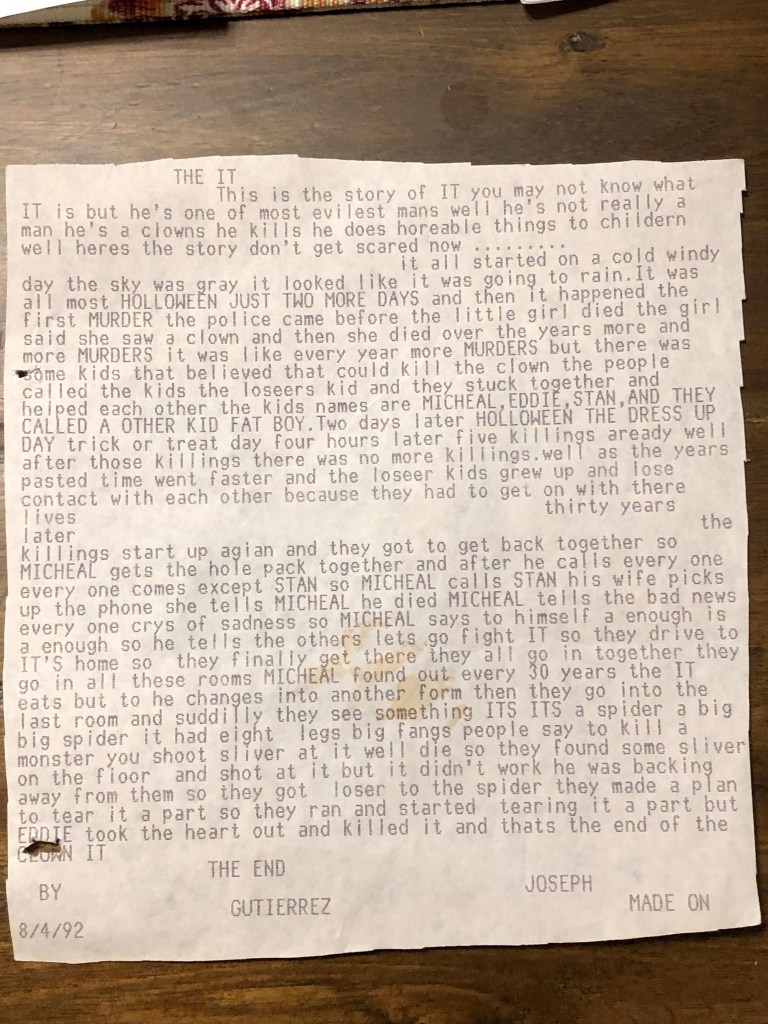 THE IT
This is the story of IT you may not know what
IT is but he's one of most evilest mans well he's not really a
man he's a clowns he kills he does horeable things to childern
well heres the story don't get scared now .........
it all started on a cold windy
day the sky was gray it looked like it was going to rain.It was
all most HOLLOWEEN JUST TWO MORE DAYS and then it happened the
first MURDER the police came before the little girl died the girl
said she saw a clown and then she died over the years more and
more MURDERS it was like every year more MURDERS but there was
some kids that believed that could kill the clown the people
called the kids the loseers kid and they stuck together and
helped each other the kids names are MICHEAL,EDDIE,STAN,AND THEY
CALLED A OTHER KID FAT BOY.Two days later HOLLOWEEN THE DRESS UP
DAY trick or treat day four hours later five killings aready well
after those killings there was no more killings.well as the years
pasted time went faster and the loseer kids grew up and lose
contact with each other because they had to get on with there
lives thirty years
later the
killings start up agian and they got to get back together so
MICHEAL gets the hole pack together and after he calls every one
every one comes except STAN so MICHEAL calls STAN his wife picks
up the phone she tells MICHEAL he died MICHEAL tells the bad news
every one crys of sadness so MICHEAL says to himself a enough is
a enough so he tells the others lets go fight IT so they drive to
IT'S home so they finally get there they all go in together they
go in all these rooms MICHEAL found out every 30 years the IT
eats but to he changes into another form then they go into the
last room and suddilly they see something ITS ITS a spider a big
big spider it had eight legs big fangs people say to kill a
monster you shoot sliver at it well die so they found some sliver
on the floor and shot at it but it didn't work he was backing
away from them so they got loser to the spider they made a plan
to tear it a part so they ran and started tearing it a part but
EDDIE took the heart out and killed it and thats the end of the
CLOWN IT
THE END
BY JOSEPH
GUTIERREZ MADE ON
8/4/92